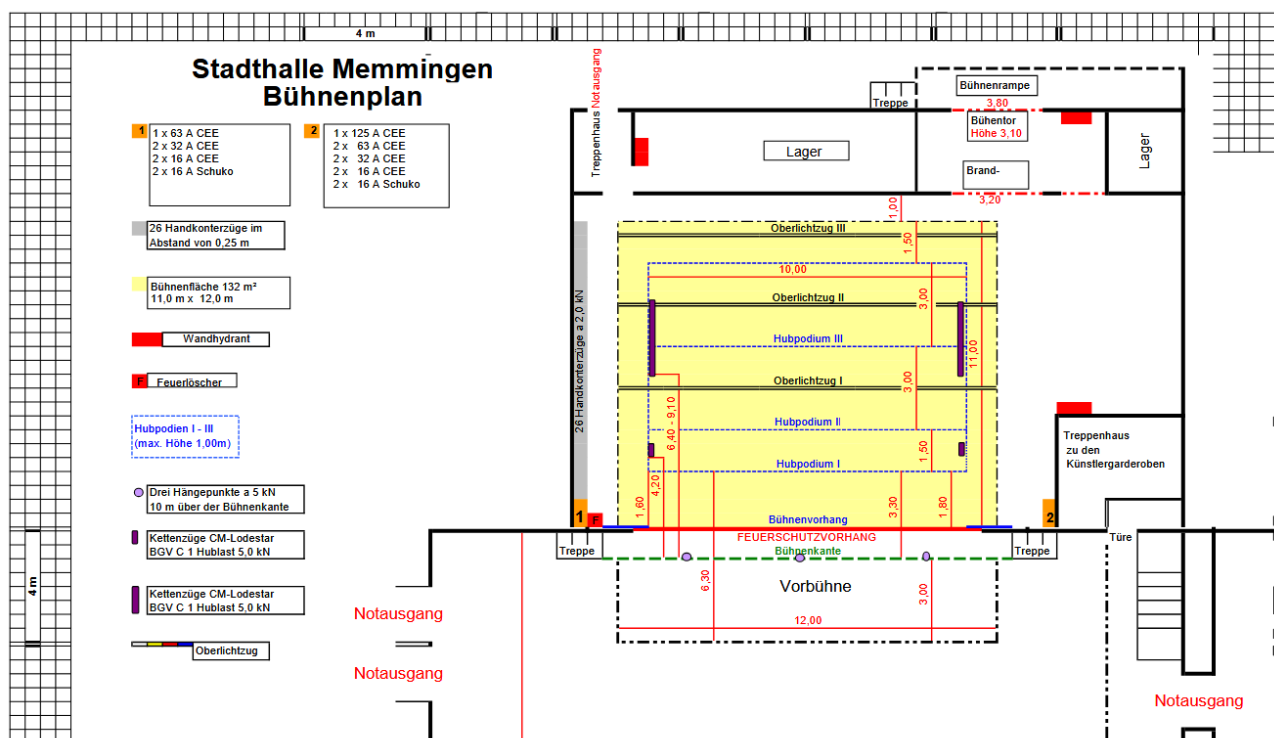 4 m
Stadthalle Memmingen
Bühnenplan
1
1 x 63 A CEE
2 x 32 A CEE
2 x 16 A CEE
2 x 16 A Schuko
2
1 x 125 A CEE
2 x 63 A CEE
2 x 32 A CEE
2 x 16 A CEE
2 x 16 A Schuko
26 Handkonterzüge im
Abstand von 0,25 m
Bühnenfläche 132 m²
11,0 m x 12,0 m
Wandhydrant
F
Feuerlöscher
Hubpodien I - III
(max. Höhe 1,00m)
Drei Hängepunkte a 5 kN
10 m über der Bühnenkante
Kettenzüge CM-Lodestar
BGV C 1 Hublast 5,0 kN
Kettenzüge CM-Lodestar
BGV C 1 Hublast 5,0 kN
Oberlichtzug
4 m
Treppenhaus Notausgang
Treppe
Bühnenrampe
3,80
Bühentor
Höhe 3,10
Lager
Lager
Brand-
3,20
1,00
Oberlichtzug III
1,50
10,00
Oberlichtzug II
3,00
Hubpodium III
11,00
26 Handkonterzüge a 2,0 kN
Oberlichtzug I
3,00
6,40 - 9,10
Hubpodium II
1,50
Hubpodium I
4,20
1,60
3,30
1,80
Treppenhaus
zu den
Künstlergarderoben
1
F
Bühnenvorhang
2
FEUERSCHUTZVORHANG
Treppe
Bühnenkante
Treppe
Türe
6,30
Vorbühne
3,00
12,00
Notausgang
Notausgang
Notausgang